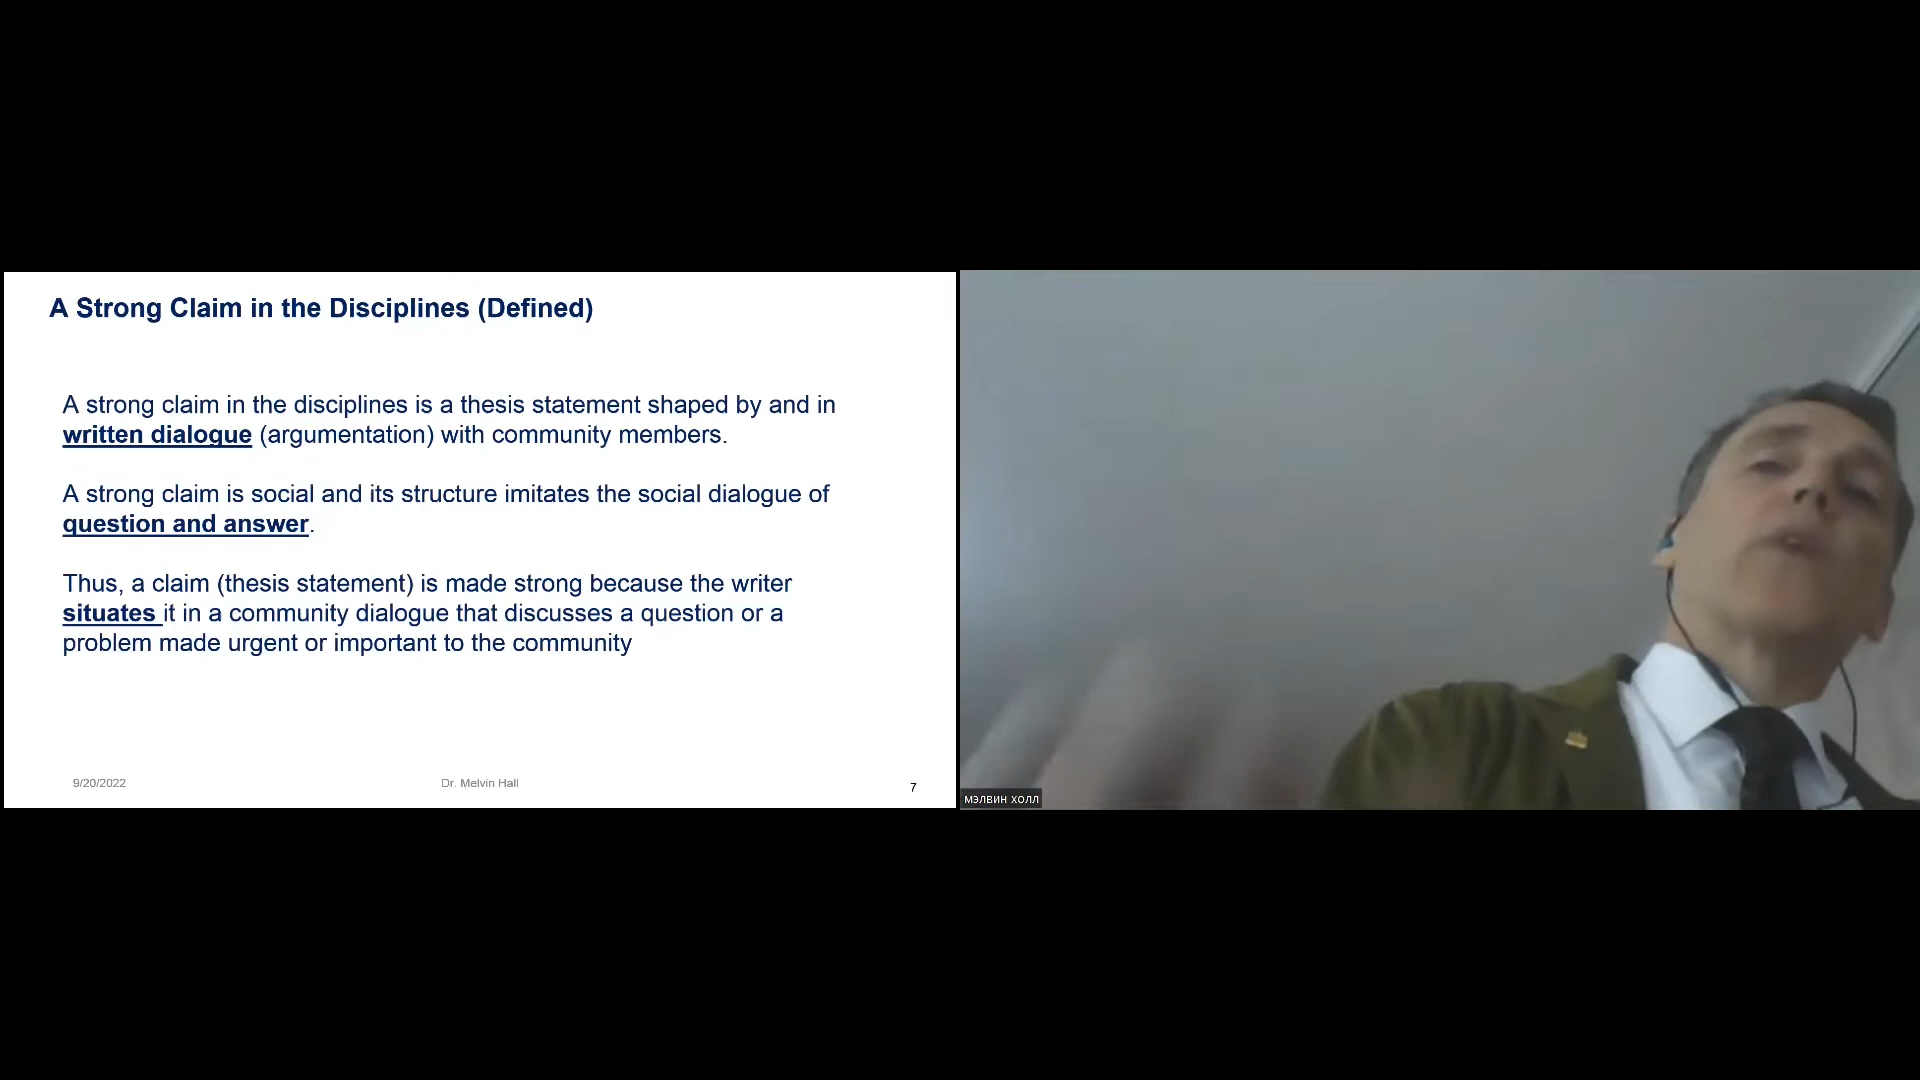 A Strong Claim in the Disciplines (Defined)
A strong claim in the disciplines is a thesis statement shaped by and in
written dialogue (argumentation) with community members.
A strong claim is social and its structure imitates the social dialogue of
question and answer.
Thus, a claim (thesis statement) is made strong because the writer
situates it in a community dialogue that discusses a question or a
problem made urgent or important to the community
9/20/2022
Dr. Melvin Hall
7
мэлвин холл